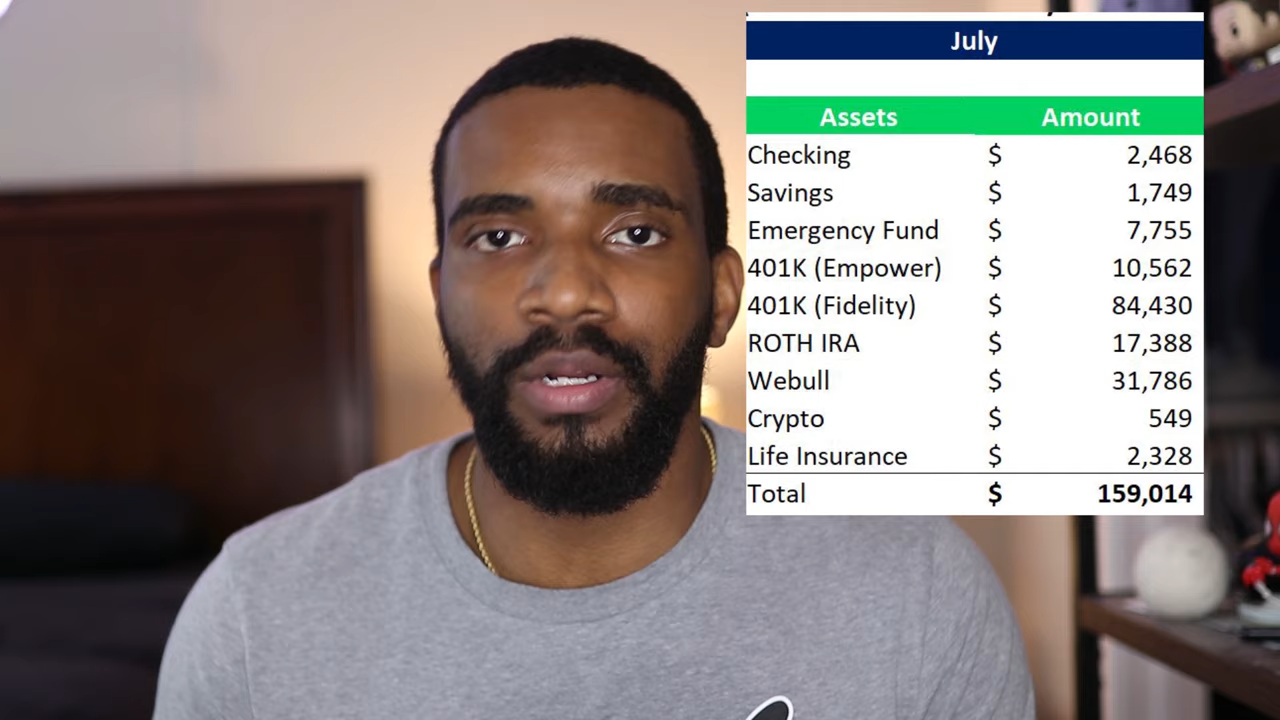 July
Assets Amount
Checking $ 2,468
Savings $ 1,749
Emergency Fund $ 7,755
401K (Empower) $ 10,562
401K (Fidelity) $ 84,430
ROTH IRA $ 17,388
Webull $ 31,786
Crypto $ 549
Life Insurance $ 2,328
Total $ 159,014